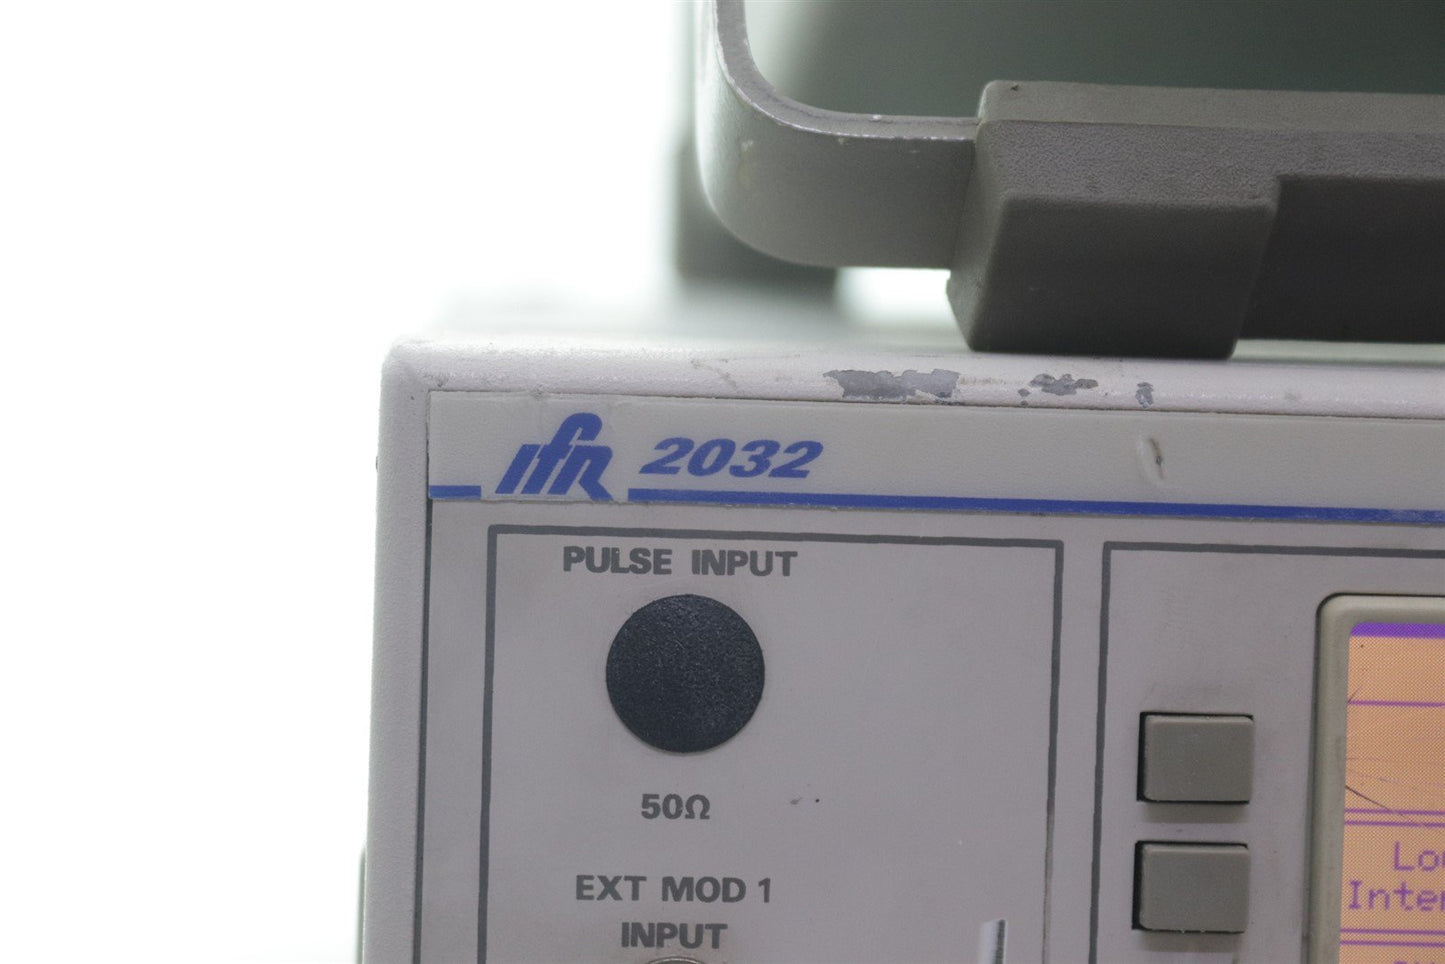 ifR 2032
PULSE INPUT
50Ω
EXT MOD 1
INPUT